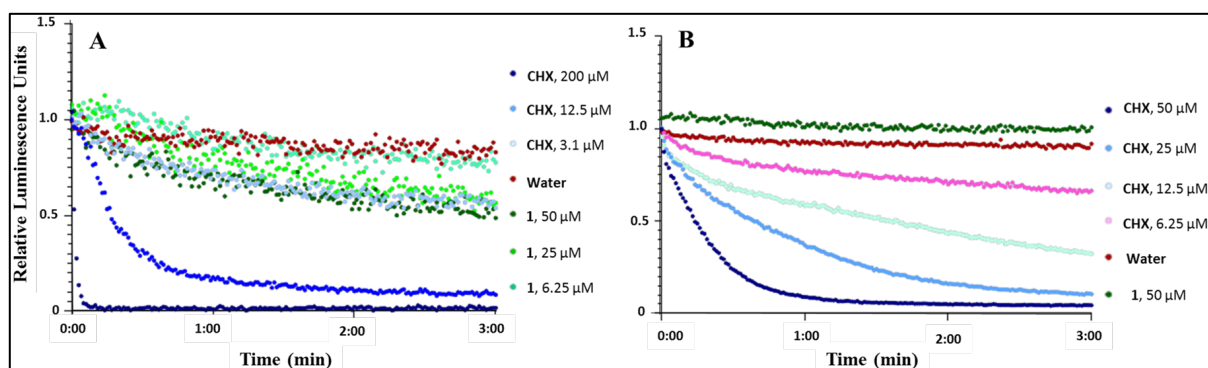 A
1.5
1.0
0.5
0
Relative Luminescence Units
0:00
1:00
2:00
3:00
Time (min)
CHX, 200 µM
CHX, 12.5 µM
CHX, 3.1 µM
Water
1, 50 µM
1, 25 µM
1, 6.25 µM
B
1.5
1.0
0.5
0
0:00
1:00
2:00
3:00
Time (min)
CHX, 50 µM
CHX, 25 µM
CHX, 12.5 µM
CHX, 6.25 µM
Water
1, 50 µM